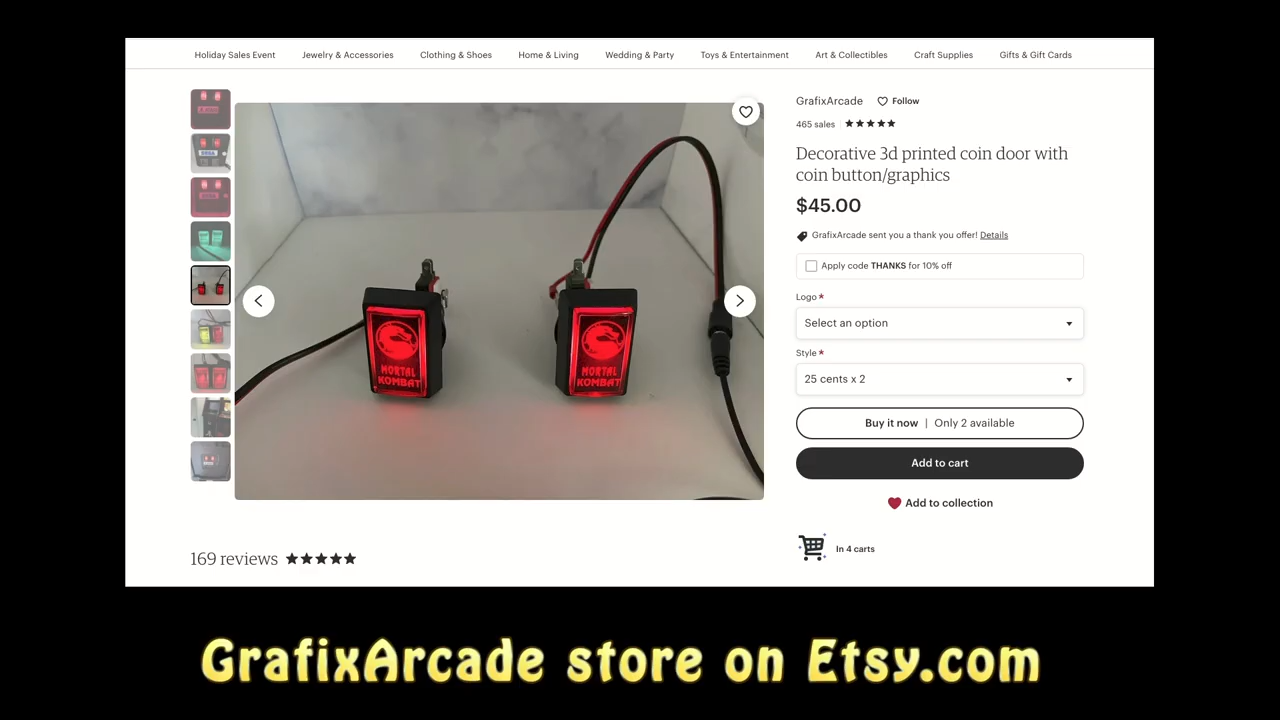 Holiday Sales Event Jewelry & Accessories Clothing & Shoes Home & Living Wedding & Party Toys & Entertainment Art & Collectibles Craft Supplies Gifts & Gift Cards
GrafixArcade Follow
465 sales
Decorative 3d printed coin door with
coin button/graphics
$45.00
GrafixArcade sent you a thank you offer! Details
Apply code THANKS for 10% off
Logo *
Select an option
Style *
25 cents x 2
Buy it now | Only 2 available
Add to cart
Add to collection
In 4 carts
MORTAL
KOMBAT
MORTAL
KOMBAT
169 reviews
GrafixArcade store on Etsy.com